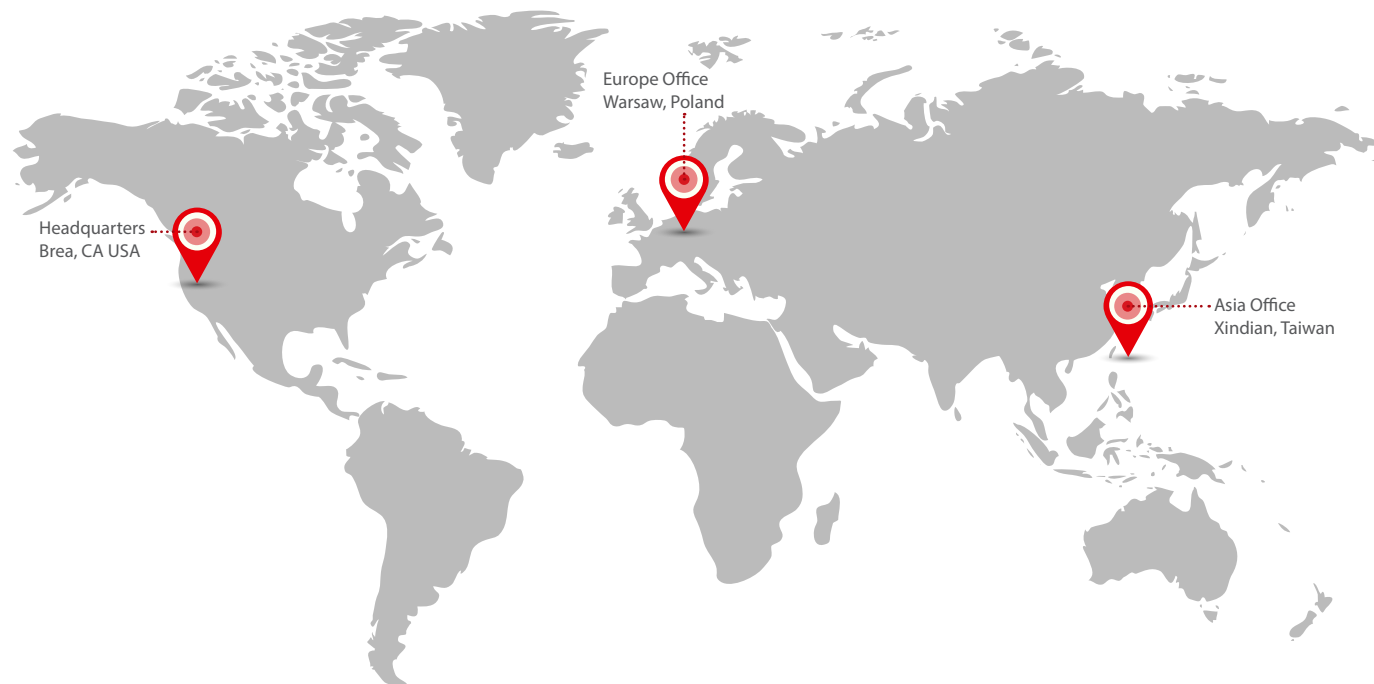 Europe Office
Warsaw, Poland
Headquarters
Brea, CA USA
Asia Office
Xindian, Taiwan